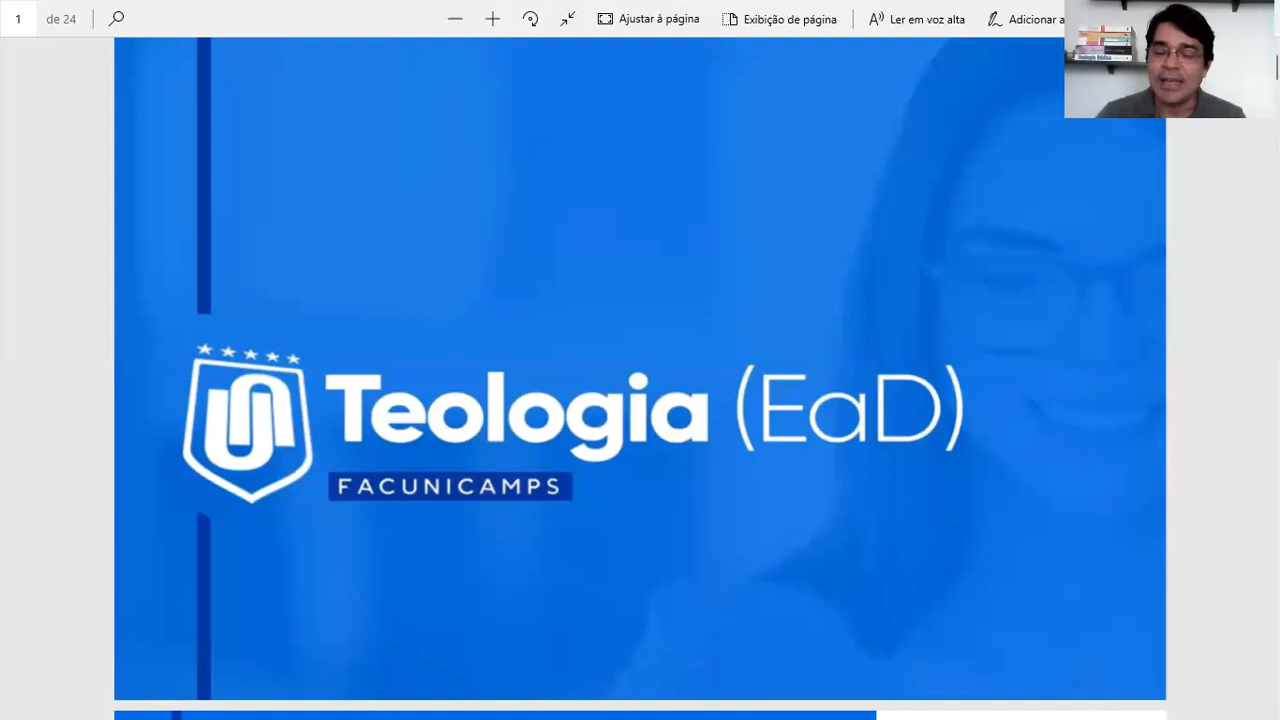 1 de 24 Ajustar à página Exibição de página Ler em voz alta Adicionar a
Teologia (EaD)
FACUNICAMPS